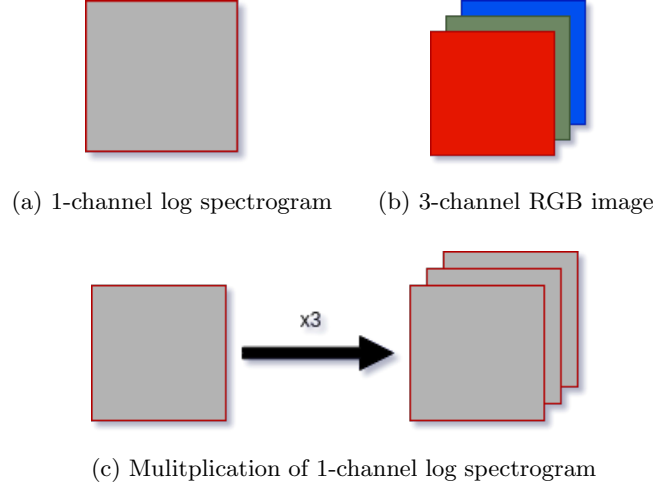 (a) 1-channel log spectrogram
(b) 3-channel RGB image
x3
(c) Mulitplication of 1-channel log spectrogram